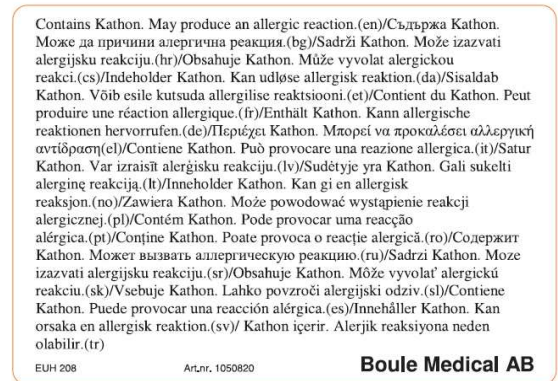 Contains Kathon. May produce an allergic reaction.(en)/Съдържа Kathon.
Може да причини алергична реакция.(bg)/Sadrži Kathon. Može izazvati
alergijsku reakciju.(hr)/Obsahuje Kathon. Může vyvolat alergickou
reakci.(cs)/Indeholder Kathon. Kan udløse allergisk reaktion.(da)/Sisaldab
Kathon. Võib esile kutsuda allergilise reaktsiooni.(et)/Contient du Kathon. Peut
produire une réaction allergique.(fr)/Enthält Kathon. Kann allergische
reaktionen hervorrufen.(de)/Περιέχει Kathon. Μπορεί να προκαλέσει αλλεργική
αντίδραση(el)/Contiene Kathon. Può provocare una reazione allergica.(it)/Satur
Kathon. Var izraisīt alerģisku reakciju.(lv)/Sudėtyje yra Kathon. Gali sukelti
alerginę reakciją.(lt)/Inneholder Kathon. Kan gi en allergisk
reaksjon.(no)/Zawiera Kathon. Może powodować wystąpienie reakcji
alergicznej.(pl)/Contém Kathon. Pode provocar uma reacção
alérgica.(pt)/Conține Kathon. Poate provoca o reacție alergică.(ro)/Содержит
Kathon. Может вызвать аллергическую реакцию.(ru)/Sadrzi Kathon. Moze
izazvati alergijsku reakciju.(sr)/Obsahuje Kathon. Môže vyvolať alergickú
reakciu.(sk)/Vsebuje Kathon. Lahko povzroči alergijski odziv.(sl)/Contiene
Kathon. Puede provocar una reacción alérgica.(es)/Innehåller Kathon. Kan
orsaka en allergisk reaktion.(sv)/ Kathon içerir. Alerjik reaksiyona neden
olabilir.(tr)
EUH 208 Art.nr. 1050820 Boule Medical AB